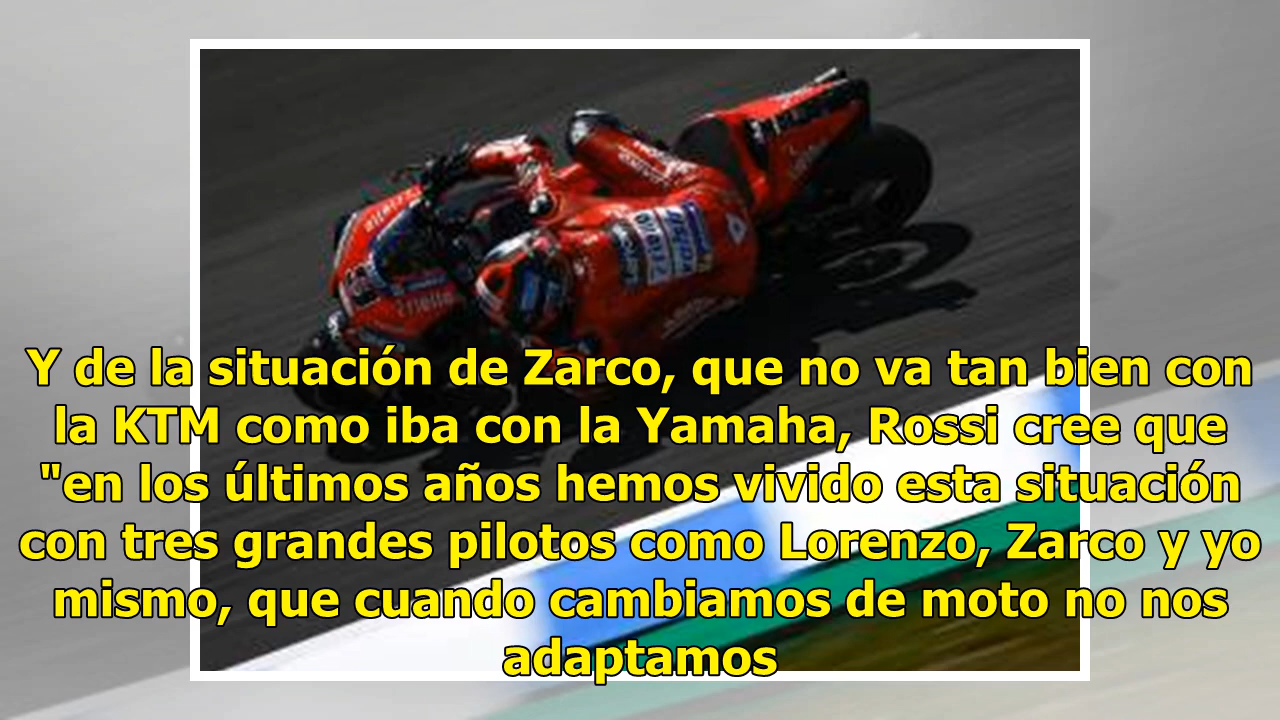 Y de la situación de Zarco, que no va tan bien con
la KTM como iba con la Yamaha, Rossi cree que
"en los últimos años hemos vivido esta situación
con tres grandes pilotos como Lorenzo, Zarco y yo
mismo, que cuando cambiamos de moto no nos
adaptamos